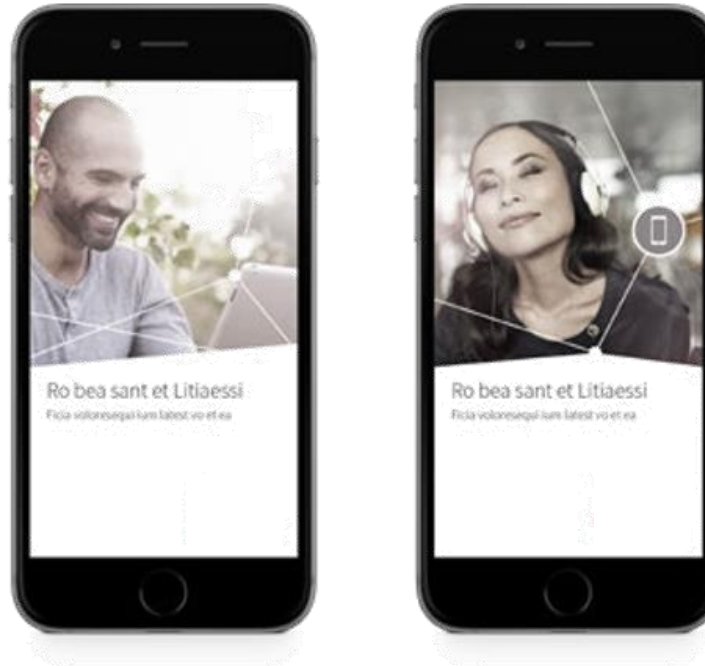 Ro bea sant et Litiaessi
Ficia voloresequi ium latest vo et ea
Ro bea sant et Litiaessi
Ficia voloresequi ium latest vo et ea